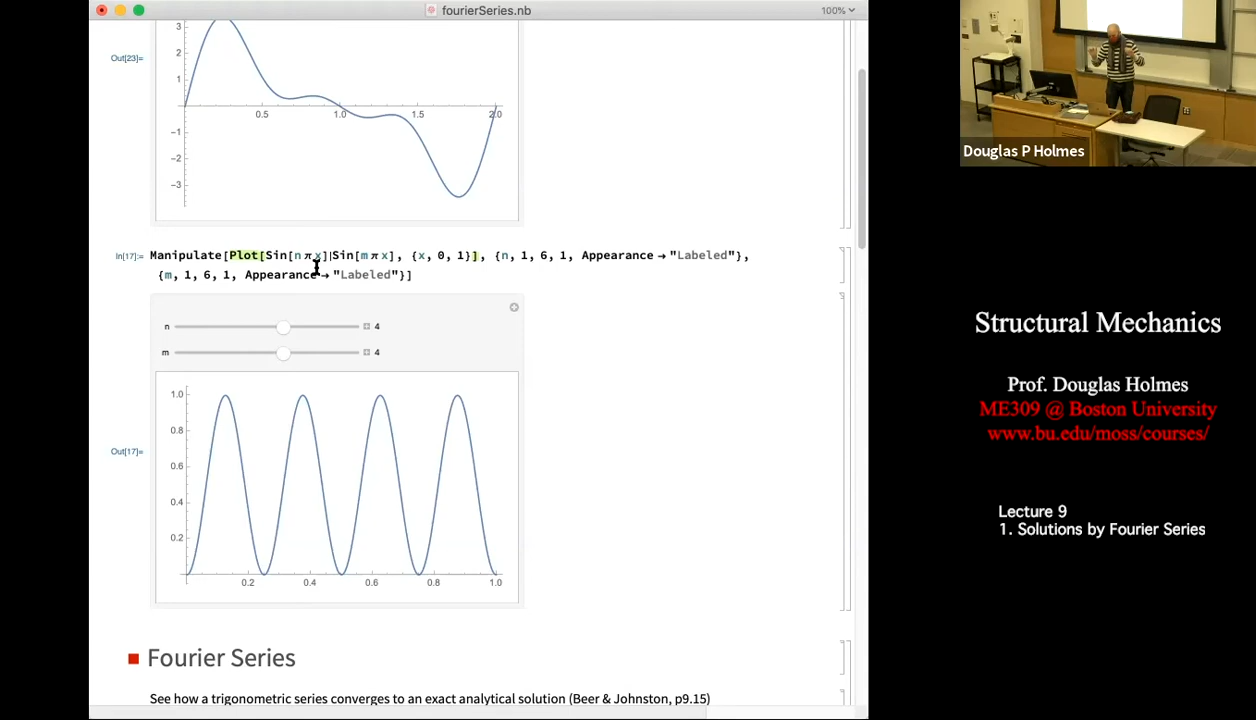 fourierSeries.nb
100%
3
2
1
Out[23]=
0.5
1.0
1.5
2.0
-1
-2
-3
In[17]:= Manipulate[Plot[Sin[n π x] Sin[m π x], {x, 0, 1}], {n, 1, 6, 1, Appearance → "Labeled"},
{m, 1, 6, 1, Appearance → "Labeled"}]
n
4
m
4
1.0
0.8
0.6
0.4
0.2
Out[17]=
0.2
0.4
0.6
0.8
1.0
Fourier Series
See how a trigonometric series converges to an exact analytical solution (Beer & Johnston, p9.15)
Douglas P Holmes
Structural Mechanics
Prof. Douglas Holmes
ME309 @ Boston University
www.bu.edu/moss/courses/
Lecture 9
1. Solutions by Fourier Series